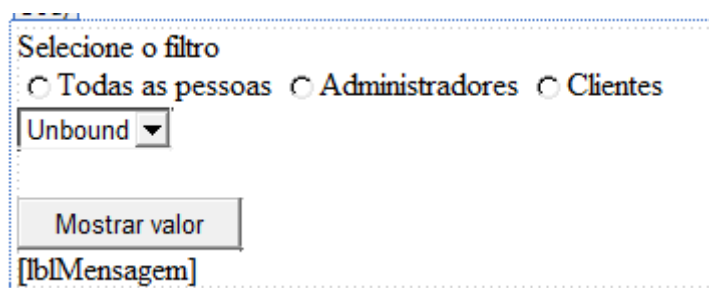 Selecione o filtro
Todas as pessoas Administradores Clientes
Unbound
Mostrar valor
[lblMensagem]